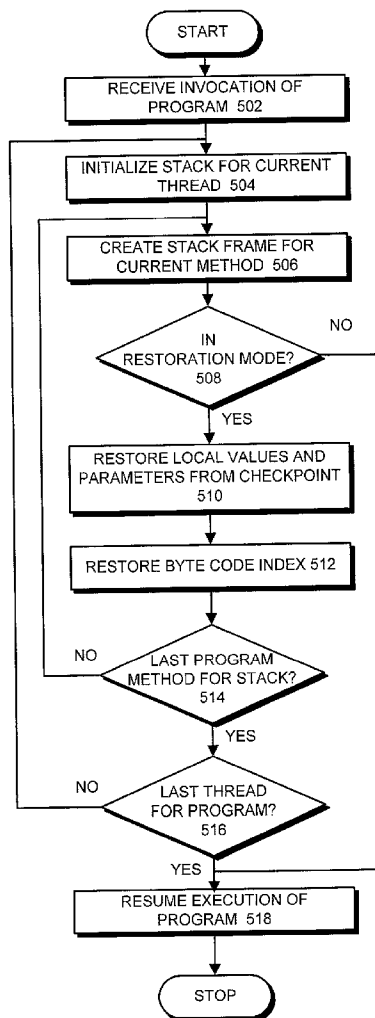 START
RECEIVE INVOCATION OF
PROGRAM 502
INITIALIZE STACK FOR CURRENT
THREAD 504
CREATE STACK FRAME FOR
CURRENT METHOD 506
IN
RESTORATION MODE?
508
NO
YES
RESTORE LOCAL VALUES AND
PARAMETERS FROM CHECKPOINT
510
RESTORE BYTE CODE INDEX 512
NO
LAST PROGRAM
METHOD FOR STACK?
514
YES
NO
LAST THREAD
FOR PROGRAM?
516
YES
RESUME EXECUTION OF
PROGRAM 518
STOP